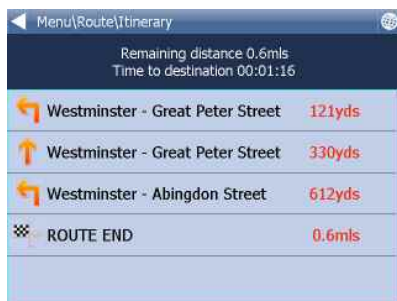 Menu\Route\Itinerary
Remaining distance 0.6mls
Time to destination 00:01:16
Westminster - Great Peter Street 121yds
Westminster - Great Peter Street 330yds
Westminster - Abingdon Street 612yds
ROUTE END 0.6mls